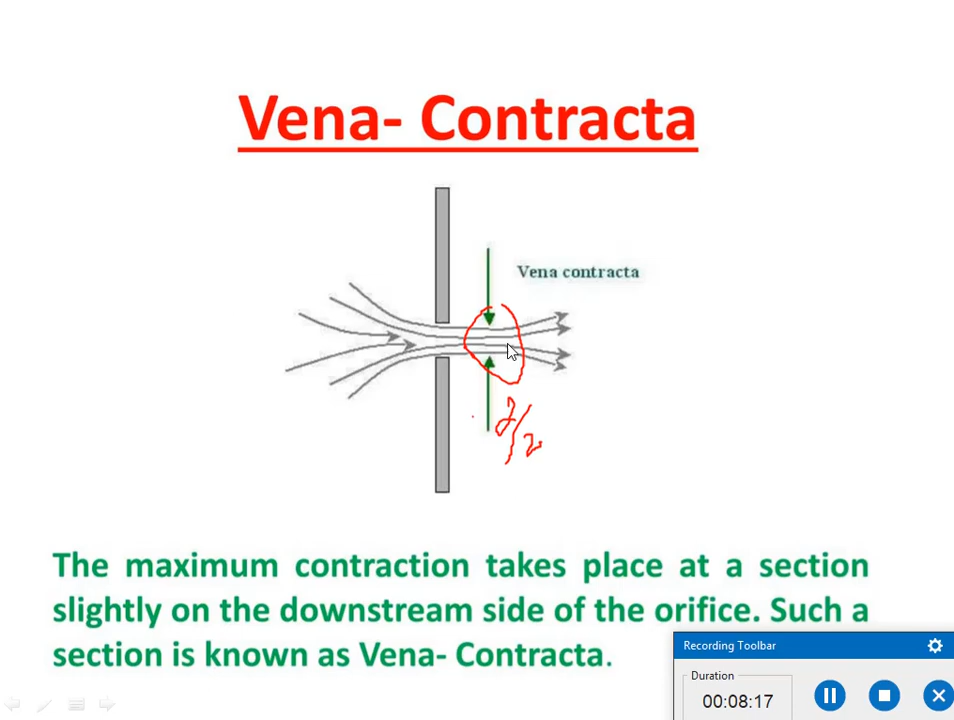 Vena- Contracta
Vena contracta
The maximum contraction takes place at a section
slightly on the downstream side of the orifice. Such a
section is known as Vena- Contracta.
Recording Toolbar
Duration
00:08:17